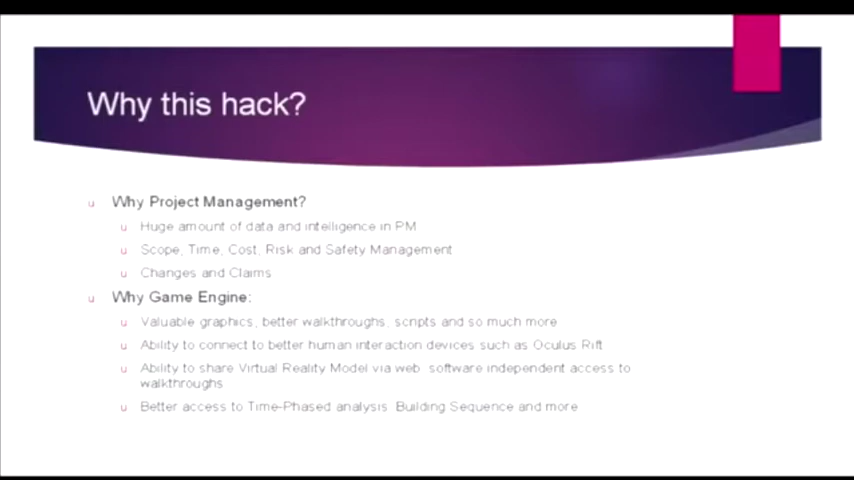 Why this hack?
Why Project Management?
Huge amount of data and intelligence in PM
Scope, Time, Cost, Risk and Safety Management
Changes and Claims
Why Game Engine:
Valuable graphics, better walkthroughs, scripts and so much more
Ability to connect to better human interaction devices such as Oculus Rift
Ability to share Virtual Reality Model via web software independent access to
walkthroughs
Better access to Time-Phased analysis Building Sequence and more